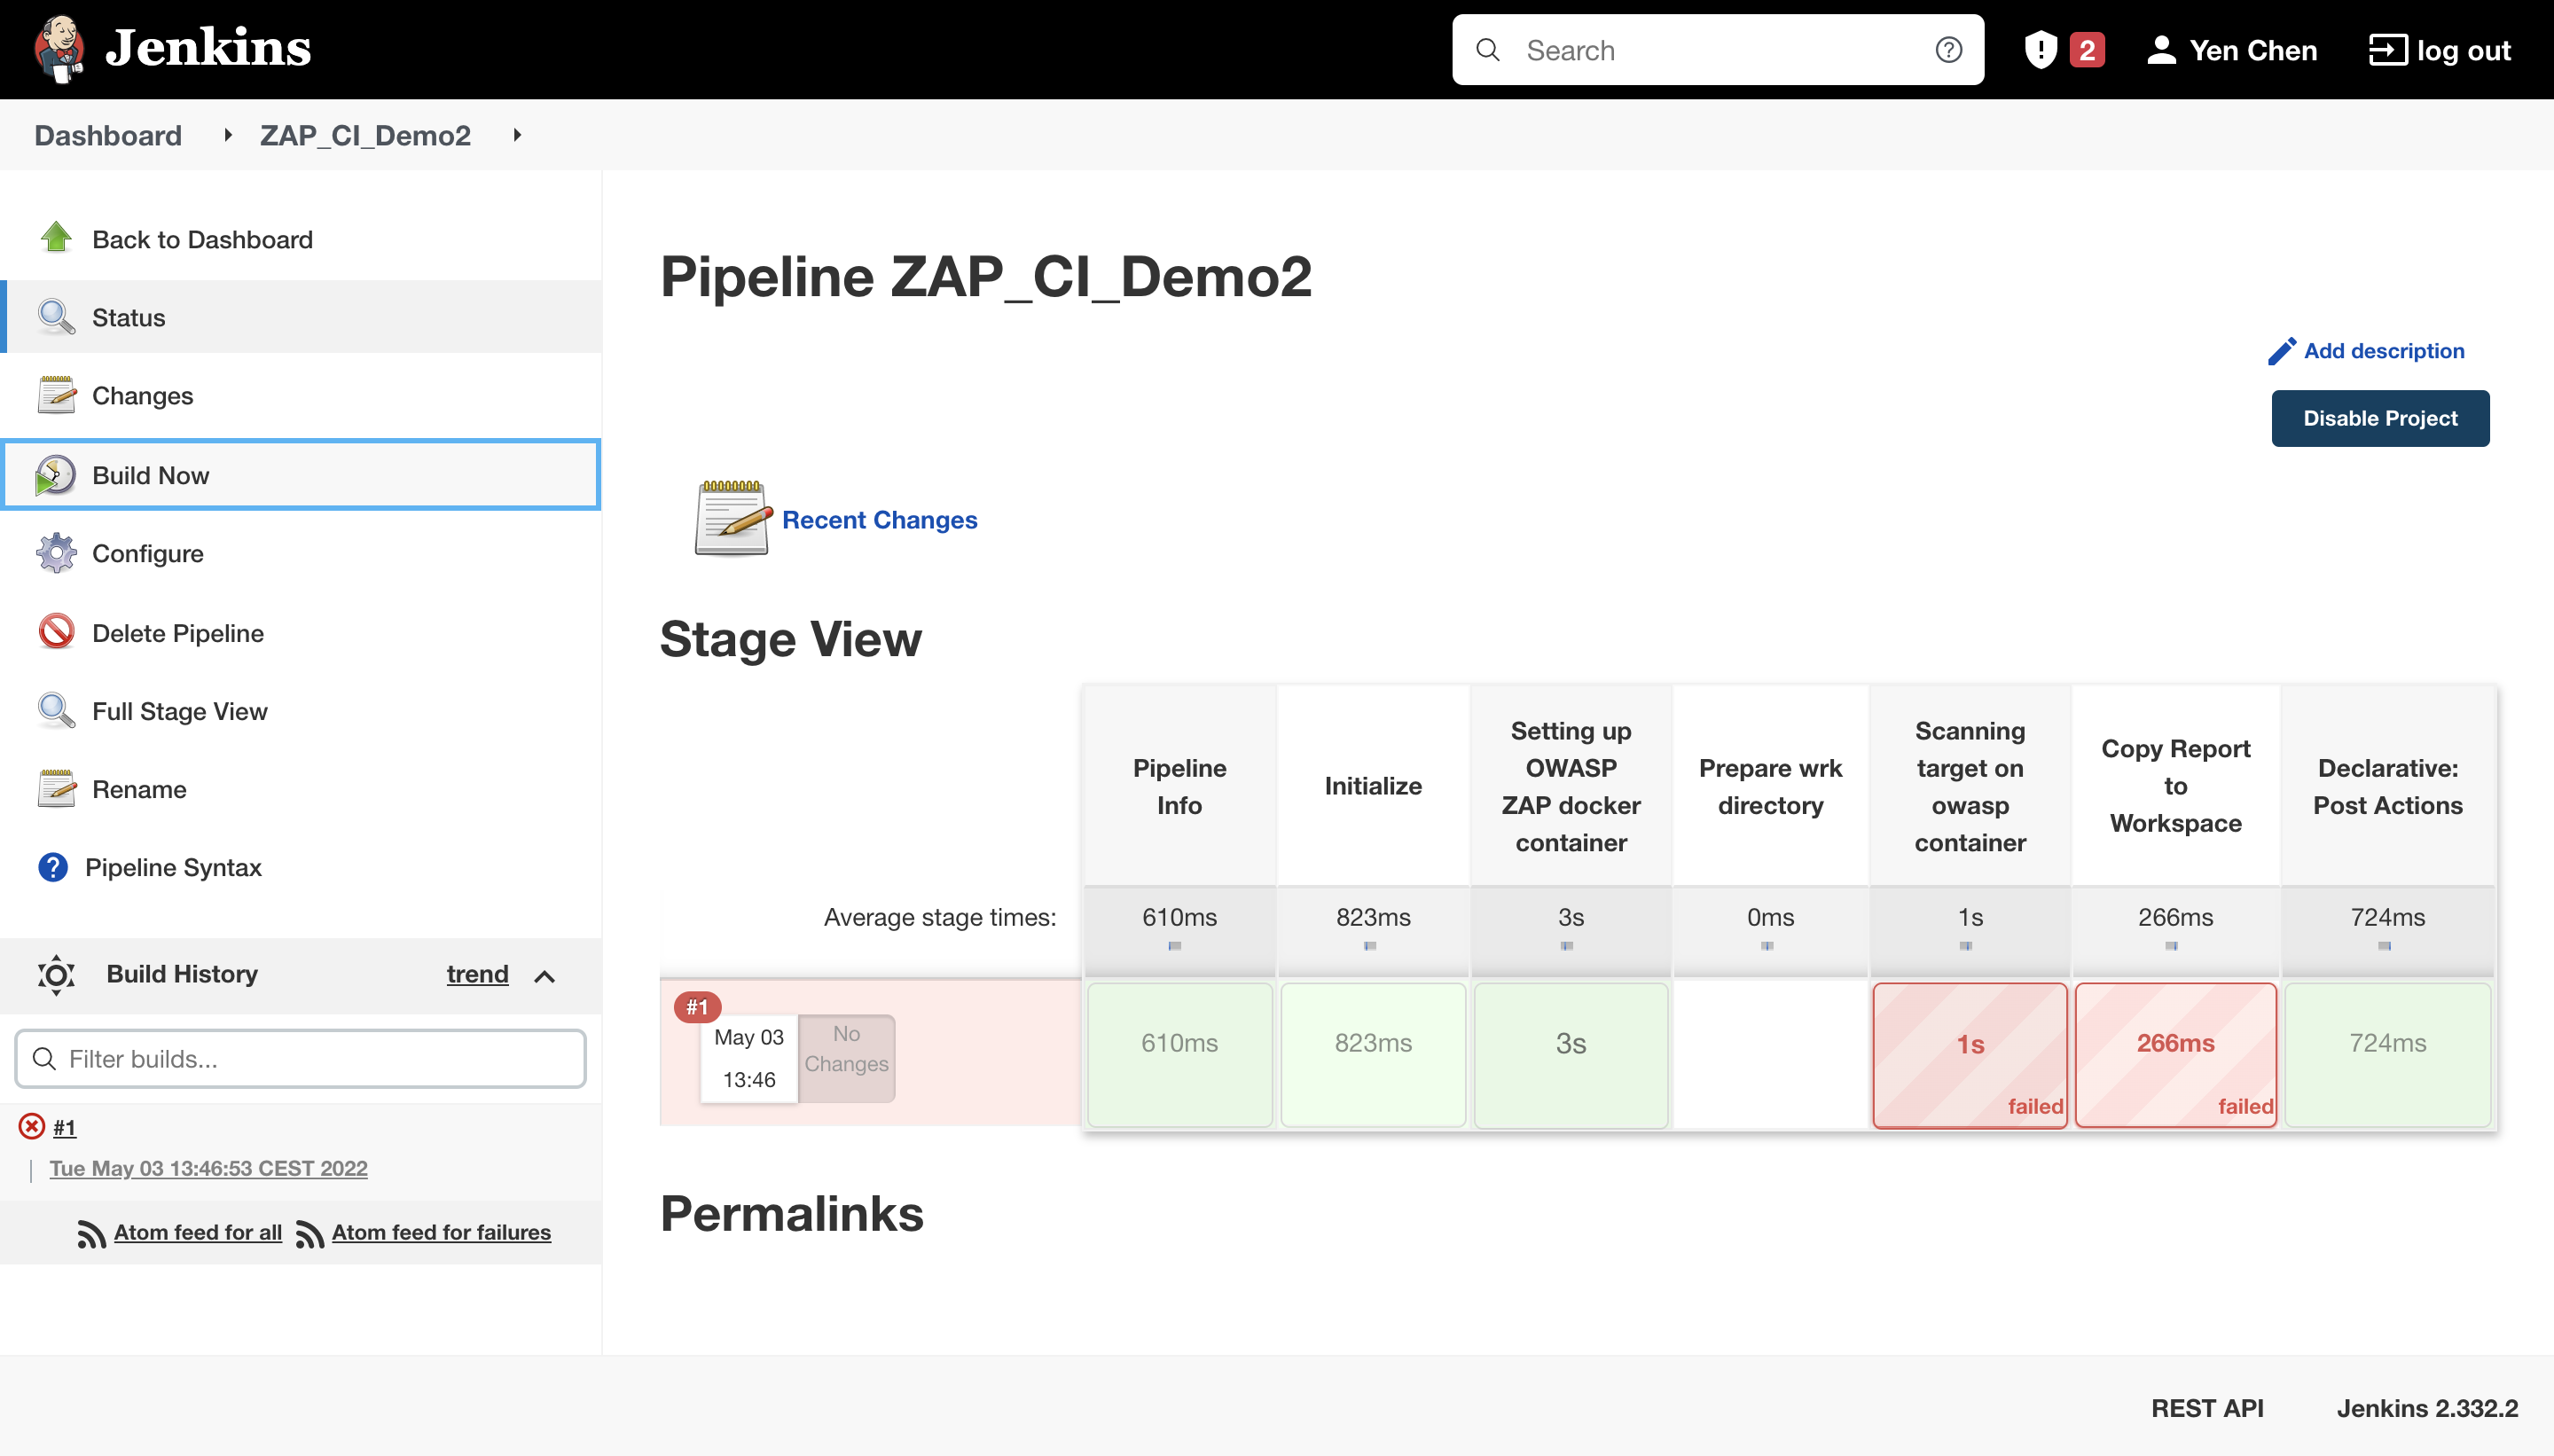 Jenkins
Search
2
Yen Chen
log out
Dashboard
ZAP_CI_Demo2
Back to Dashboard
Status
Changes
Build Now
Configure
Delete Pipeline
Full Stage View
Rename
Pipeline Syntax
Build History
trend
Filter builds...
#1
Tue May 03 13:46:53 CEST 2022
Atom feed for all
Atom feed for failures
Pipeline ZAP_CI_Demo2
Add description
Disable Project
Recent Changes
Stage View
Pipeline
Info
Initialize
Setting up
OWASP
ZAP docker
container
Prepare wrk
directory
Scanning
target on
owasp
container
Copy Report
to
Workspace
Declarative:
Post Actions
Average stage times:
610ms
823ms
3s
0ms
1s
266ms
724ms
#1
May 03
13:46
No
Changes
610ms
823ms
3s
1s
failed
266ms
failed
724ms
Permalinks
REST API
Jenkins 2.332.2